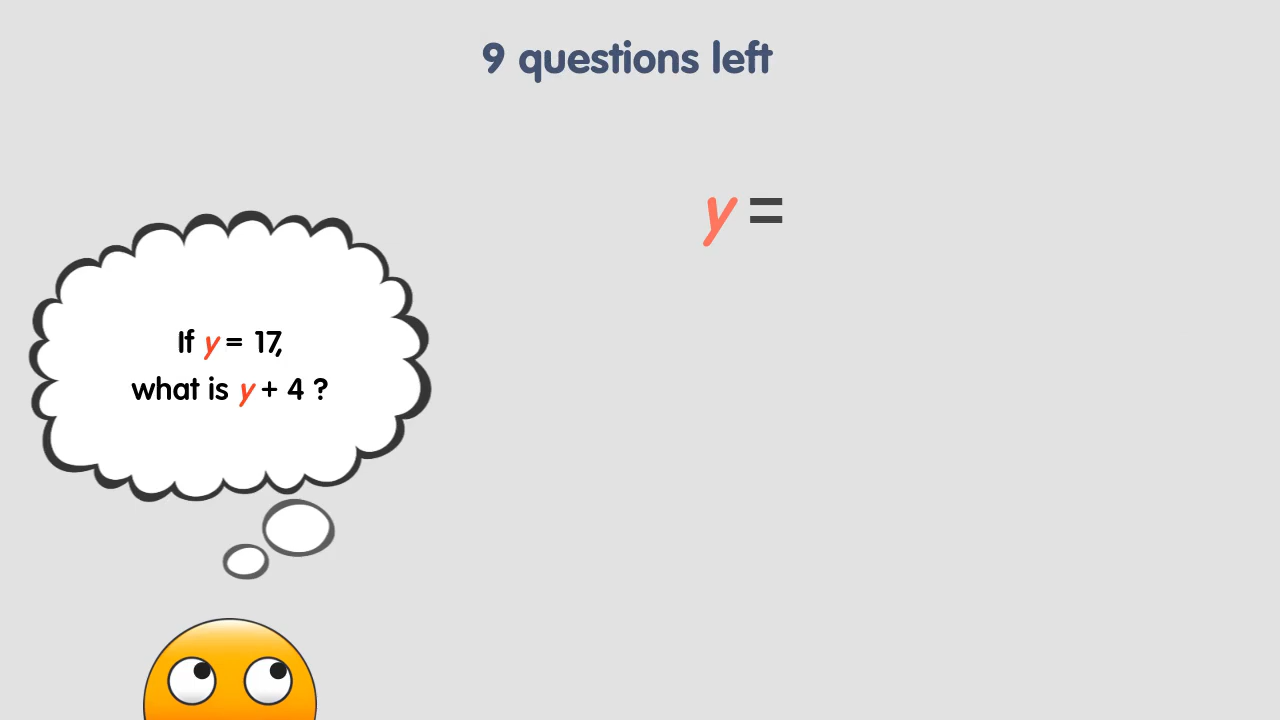 9 questions left
y =
If y = 17,
what is y + 4 ?